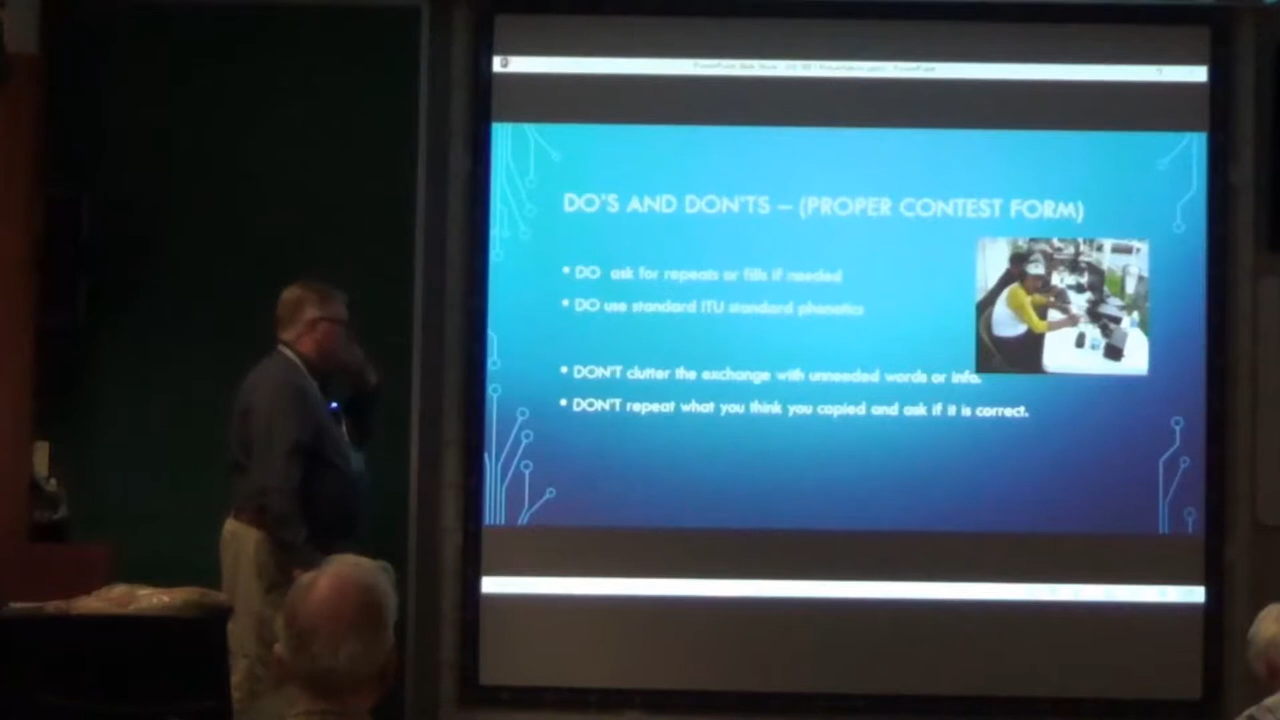 DO'S AND DON'TS – (PROPER CONTEST FORM)
• DO ask for repeats or fills if needed
• DO use standard ITU standard phonetics
• DON'T clutter the exchange with unneeded words or info.
• DON'T repeat what you think you copied and ask if it is correct.